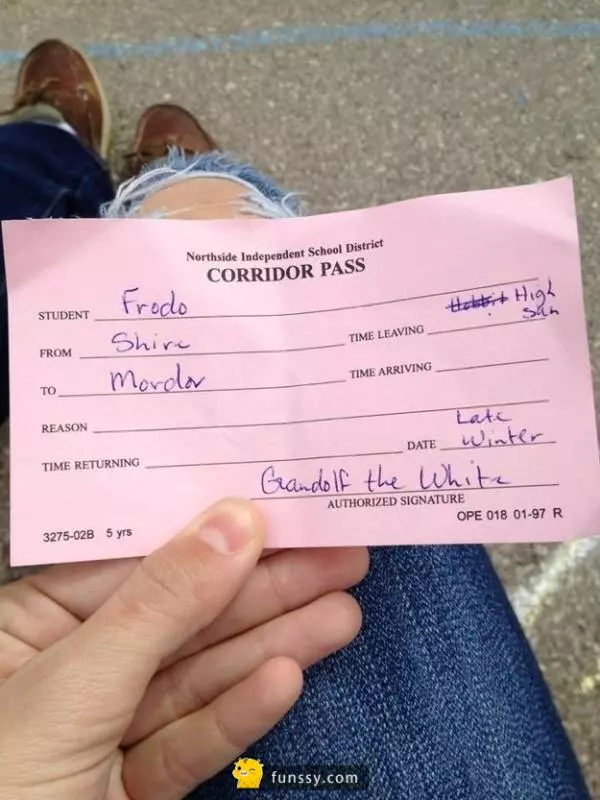 Northside Independent School District
CORRIDOR PASS
STUDENT Frodo
Hobbit High Sun
FROM Shire TIME LEAVING
TO Mordor TIME ARRIVING
REASON
TIME RETURNING DATE Late Winter
Gandolf the White
AUTHORIZED SIGNATURE
3275-02B 5 yrs OPE 018 01-97 R
funssy.com